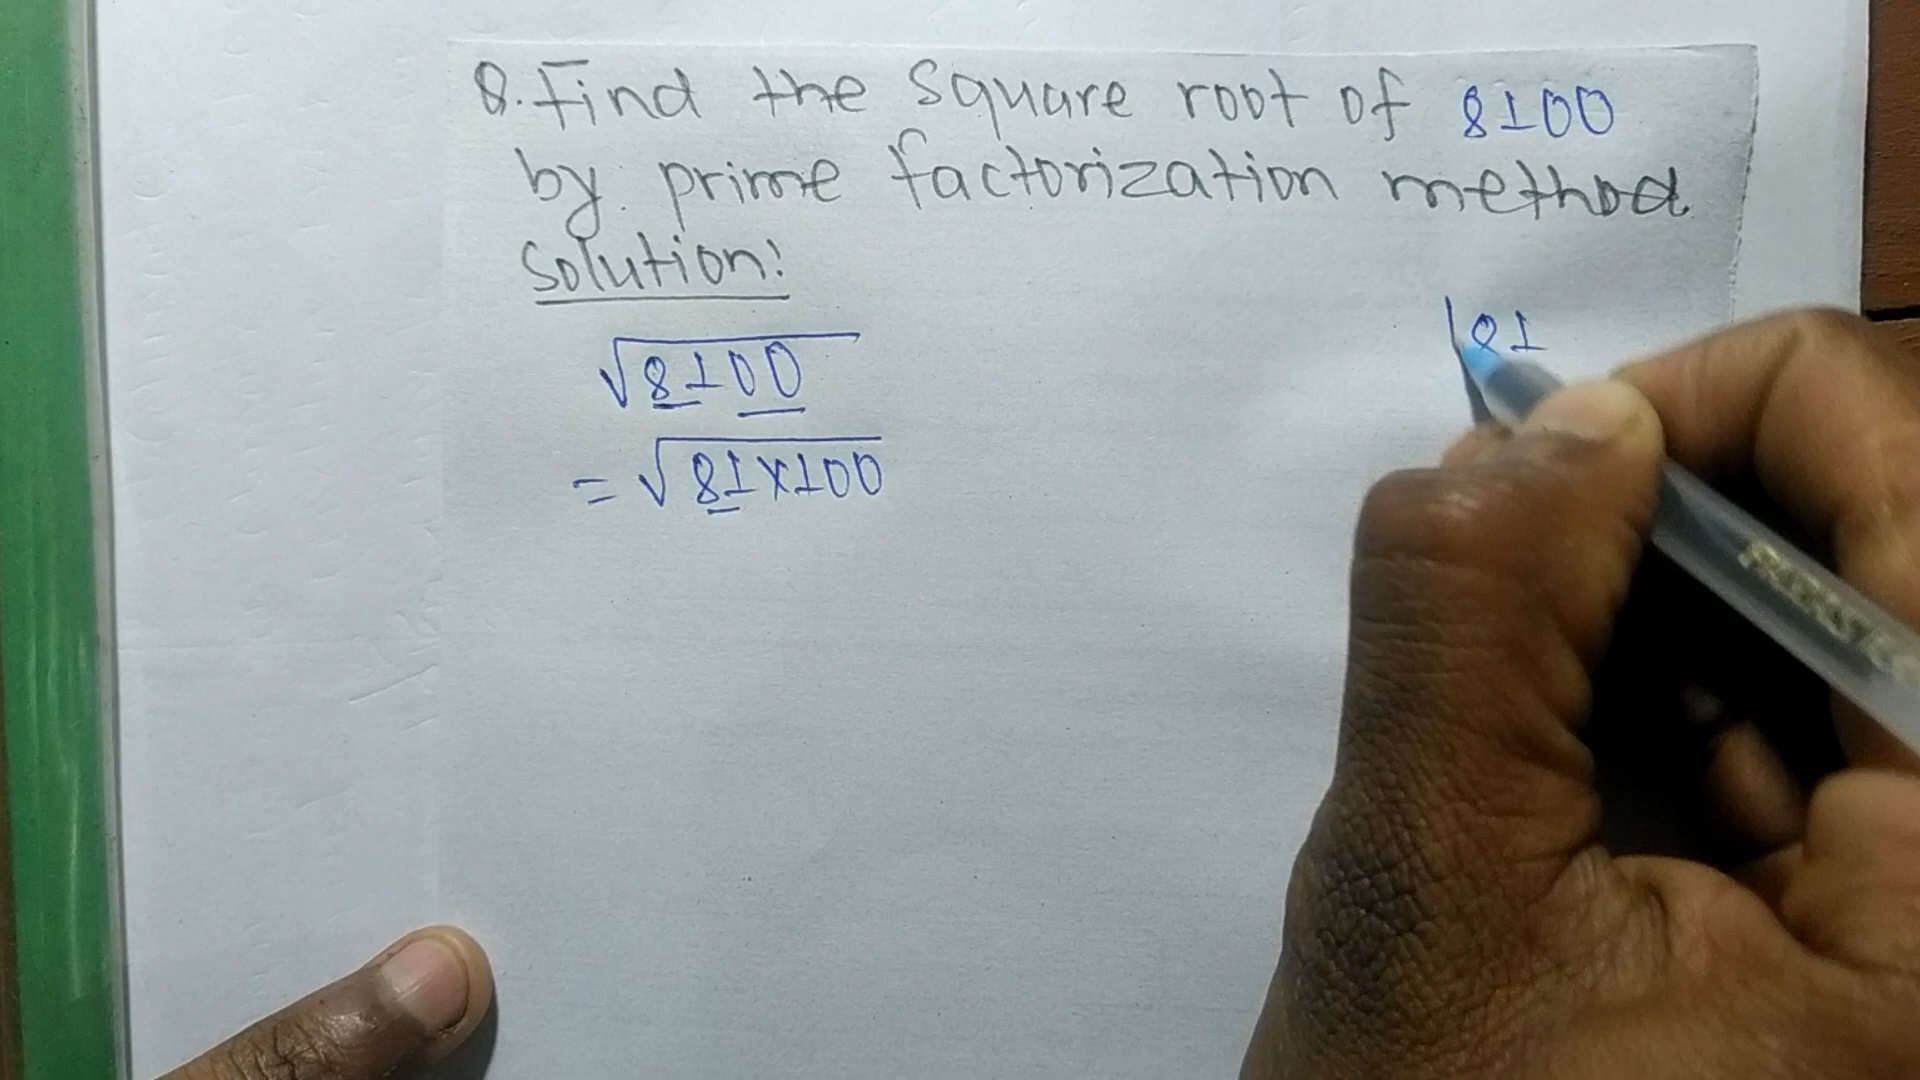 Q. Find the square root of 8100
by prime factorization method
Solution:
√8100
= √81×100
81